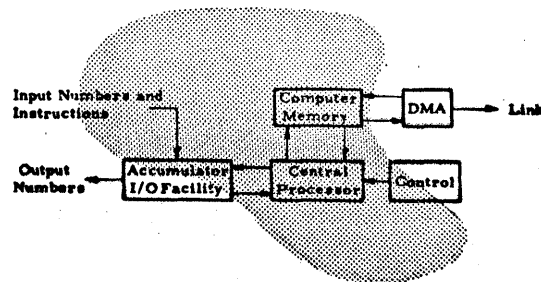 Input Numbers and
Instructions
Computer
Memory
DMA
Link
Output
Numbers
Accumulator
I/O Facility
Central
Processor
Control